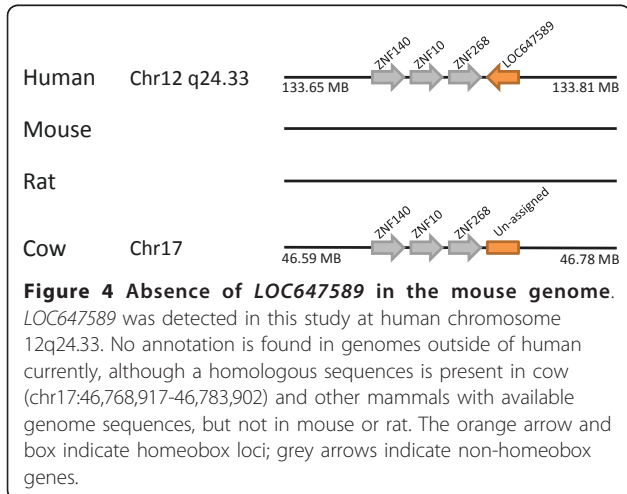 ZNF140 ZNF10 ZNF268 LOC647589
Human Chr12 q24.33
133.65 MB 133.81 MB
Mouse
Rat
ZNF140 ZNF10 ZNF268 Un-assigned
Cow Chr17
46.59 MB 46.78 MB
Figure 4 Absence of LOC647589 in the mouse genome.
LOC647589 was detected in this study at human chromosome
12q24.33. No annotation is found in genomes outside of human
currently, although a homologous sequences is present in cow
(chr17:46,768,917-46,783,902) and other mammals with available
genome sequences, but not in mouse or rat. The orange arrow and
box indicate homeobox loci; grey arrows indicate non-homeobox
genes.